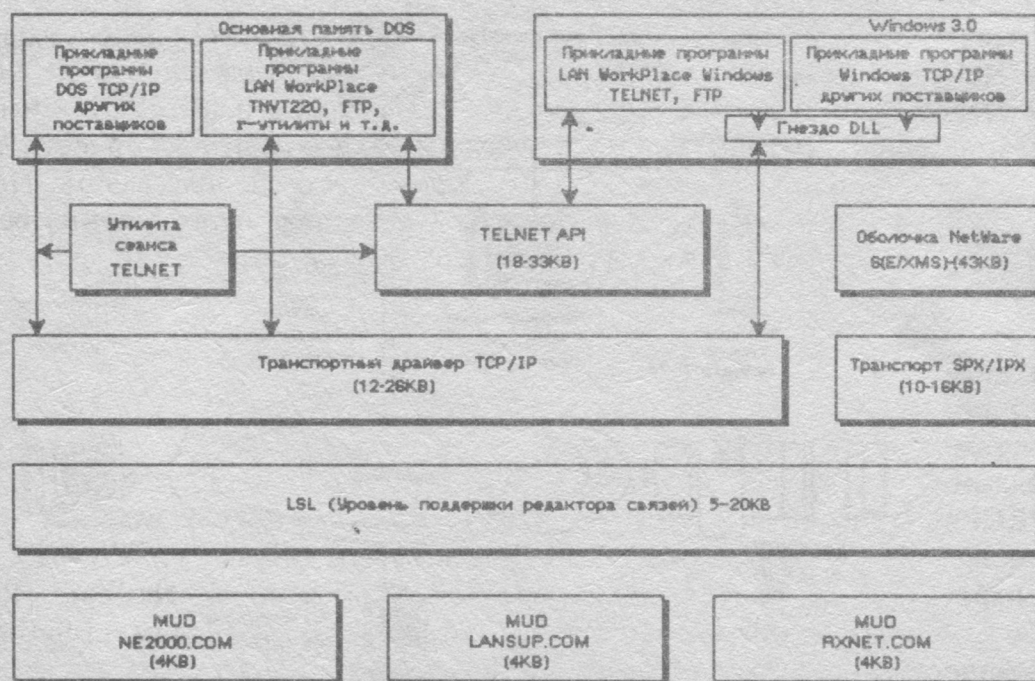 Основная память DOS
Прикладные
программы
DOS TCP/IP
других
поставщиков
Прикладные
программы
LAN WorkPlace
TNVT220, FTP,
r-утилиты и т.д.
Windows 3.0
Прикладные программы
LAN WorkPlace Windows
TELNET, FTP
Прикладные программы
Windows TCP/IP
других поставщиков
Гнездо DLL
Утилита
сеанса
TELNET
TELNET API
(18-33KB)
Оболочка NetWare
6(E/XMS)-(43KB)
Транспортный драйвер TCP/IP
(12-26KB)
Транспорт SPX/IPX
(10-16KB)
LSL (Уровень поддержки редактора связей) 5-20KB
MUD
NE2000.COM
(4KB)
MUD
LANSUP.COM
(4KB)
MUD
RXNET.COM
(4KB)